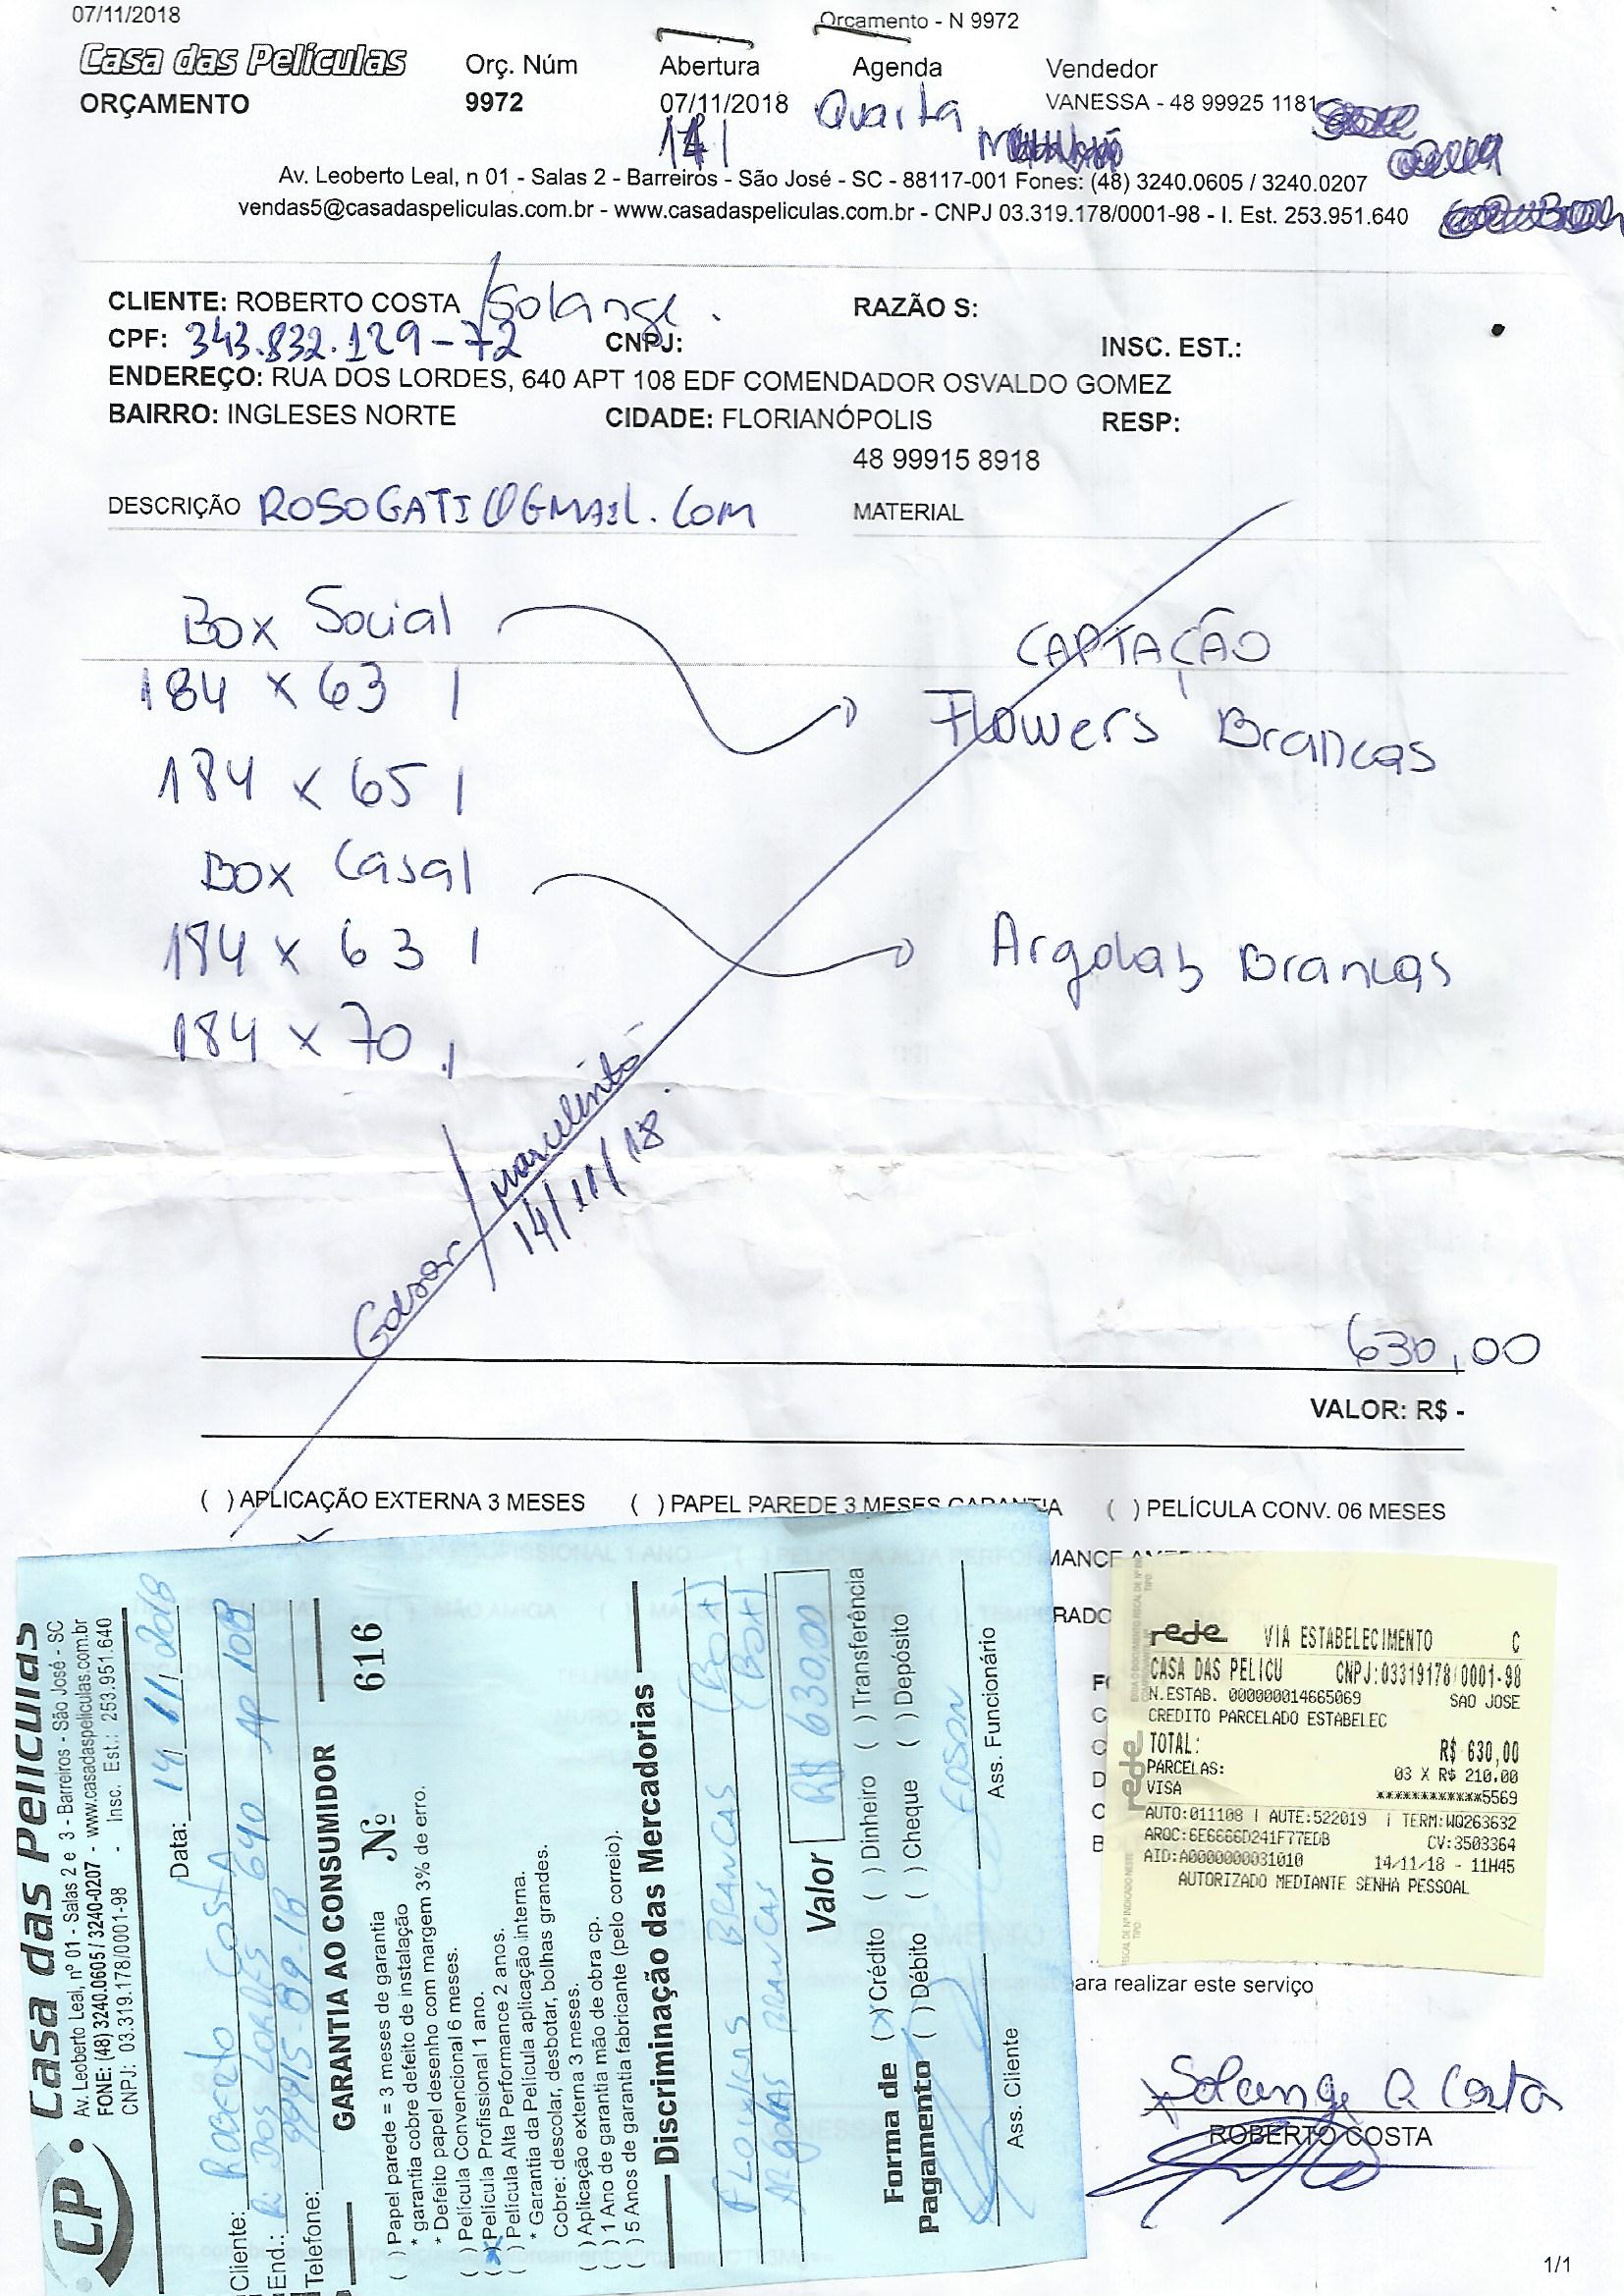 07/11/2018
Orçamento - N 9972
Casa das Películas
Orç. Núm
Abertura
Agenda
Vendedor
ORÇAMENTO
9972
07/11/2018
Quarta
VANESSA - 48 99925 1181
Av. Leoberto Leal, n 01 - Salas 2 - Barreiros - São José - SC - 88117-001 Fones: (48) 3240.0605 / 3240.0207
vendas5@casadaspeliculas.com.br - www.casadaspeliculas.com.br - CNPJ 03.319.178/0001-98 - I. Est. 253.951.640
CLIENTE: ROBERTO COSTA / Solange.
RAZÃO S:
CPF: 343.832.129-72
CNPJ:
INSC. EST.:
ENDEREÇO: RUA DOS LORDES, 640 APT 108 EDF COMENDADOR OSVALDO GOMEZ
BAIRRO: INGLESES NORTE
CIDADE: FLORIANÓPOLIS
RESP:
48 99915 8918
DESCRIÇÃO ROSOGATI@GMAIL.COM
MATERIAL
Box Social
CAPTAÇÃO
184 x 63 1
Flowers Brancas
184 x 65 1
Box Casal
184 x 63 1
Argolas Brancas
184 x 70 1
14/11/18
630,00
VALOR: R$ -
( ) APLICAÇÃO EXTERNA 3 MESES ( ) PAPEL PAREDE 3 MESES GARANTIA ( ) PELÍCULA CONV. 06 MESES
CP
Casa das Películas
Av. Leoberto Leal, nº 01 - Salas 2 e 3 - Barreiros - São José - SC
FONE: (48) 3240.0605 / 3240-0207 - www.casadaspeliculas.com.br
CNPJ: 03.319.178/0001-98 - Insc. Est.: 253.951.640
Data: 14/11/2018
Cliente: Roberto Costa
End.: R. Dos Lordes 640 AP 108
Telefone: 99915-89-18
GARANTIA AO CONSUMIDOR
( ) Papel parede = 3 meses de garantia
Nº 616
* garantia cobre defeito de instalação
* Defeito papel desenho com margem 3% de erro.
( ) Película Convencional 6 meses.
(x) Película Profissional 1 ano.
( ) Película Alta Performance 2 anos.
* Garantia da Película aplicação interna.
Cobre: descolar, desbotar, bolhas grandes.
( ) Aplicação externa 3 meses.
( ) 1 Ano de garantia mão de obra cp.
( ) 5 Anos de garantia fabricante (pelo correio).
Discriminação das Mercadorias
FLOWERS BRANCAS (BOX)
ARGOLAS BRANCAS (BOX)
Valor R$ 630,00
Forma de Pagamento
(x) Crédito ( ) Dinheiro ( ) Transferência
( ) Débito ( ) Cheque ( ) Depósito
Ass. Cliente
Ass. Funcionário
rede
VIA ESTABELECIMENTO C
CASA DAS PELICU CNPJ:03319178/0001-98
N.ESTAB. 000000014665069 SAO JOSE
CREDITO PARCELADO ESTABELEC
TOTAL: R$ 630,00
PARCELAS: 03 X R$ 210,00
VISA ************5569
AUTO:011108 | AUTE:522019 | TERM:WQ263632
ARQC:6E6666D241F77EDB CV:3503364
AID:A0000000031010 14/11/18 - 11H45
AUTORIZADO MEDIANTE SENHA PESSOAL
rede
ara realizar este serviço
Solange Costa
ROBERTO COSTA
1/1